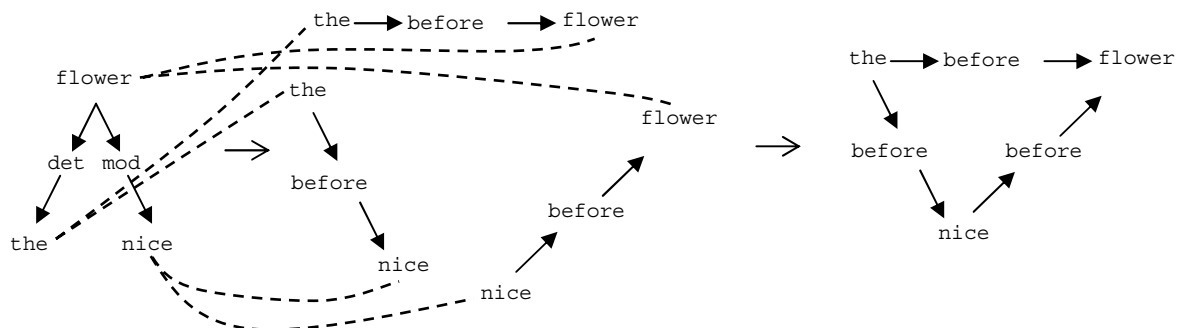 the before flower
flower
det mod
the nice
the
before
nice
nice
before
flower
the before flower
before before
nice